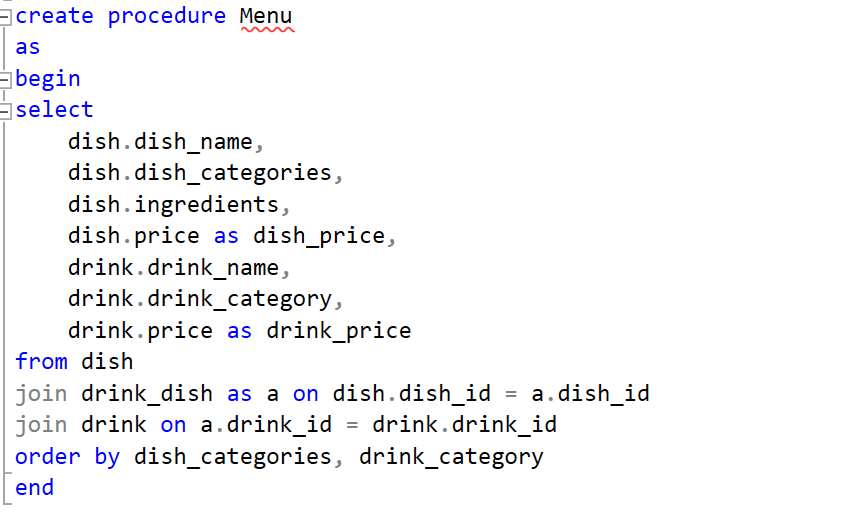 create procedure Menu
as
begin
select
    dish.dish_name,
    dish.dish_categories,
    dish.ingredients,
    dish.price as dish_price,
    drink.drink_name,
    drink.drink_category,
    drink.price as drink_price
from dish
join drink_dish as a on dish.dish_id = a.dish_id
join drink on a.drink_id = drink.drink_id
order by dish_categories, drink_category
end